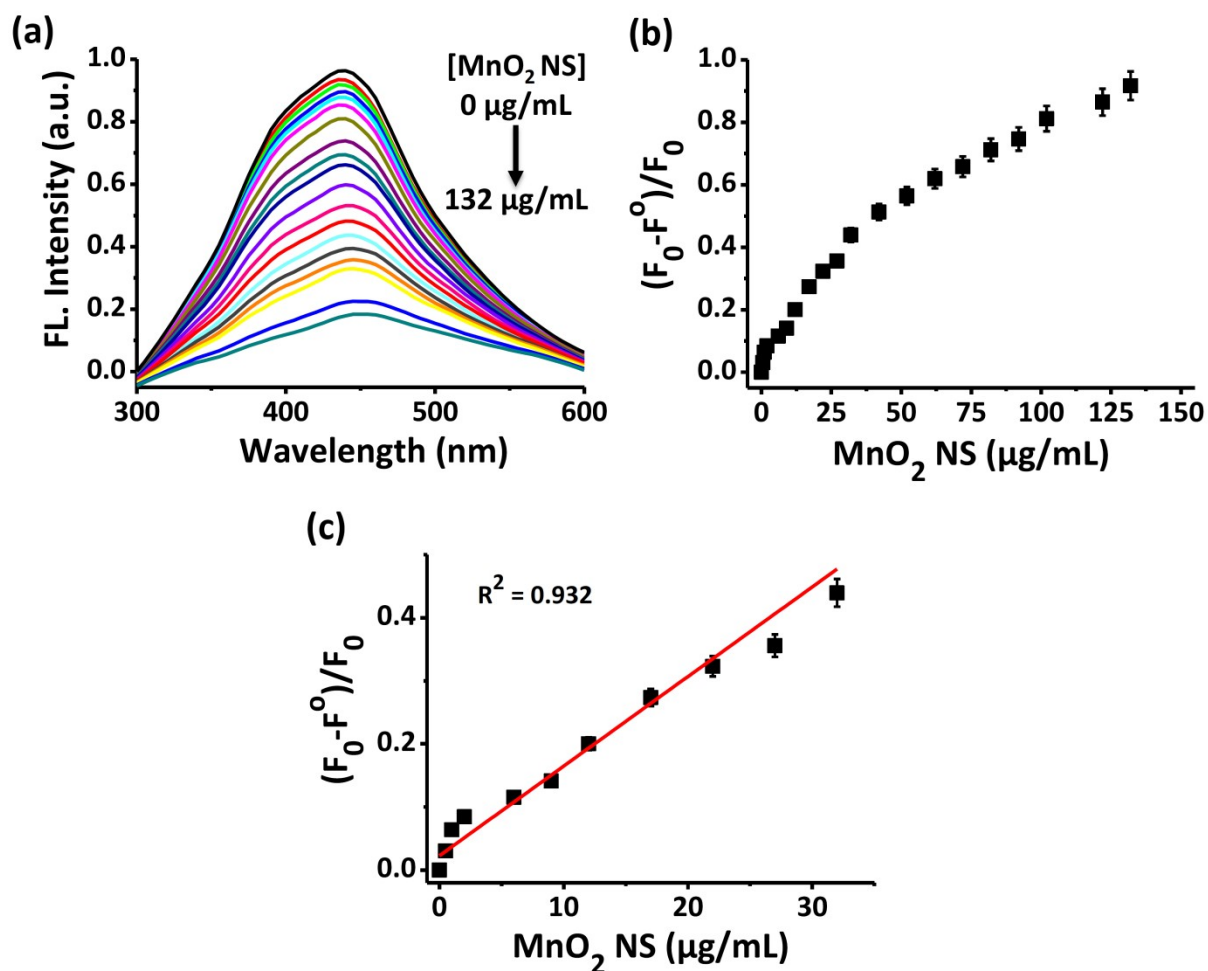 (a)
[MnO₂ NS]
0 µg/mL
132 µg/mL
FL. Intensity (a.u.)
1.0
0.8
0.6
0.4
0.2
0.0
300
400
500
600
Wavelength (nm)
(b)
(F₀-F⁰)/F₀
1.0
0.8
0.6
0.4
0.2
0.0
0
25
50
75
100
125
150
MnO₂ NS (µg/mL)
(c)
R² = 0.932
(F₀-F⁰)/F₀
0.4
0.2
0.0
0
10
20
30
MnO₂ NS (µg/mL)